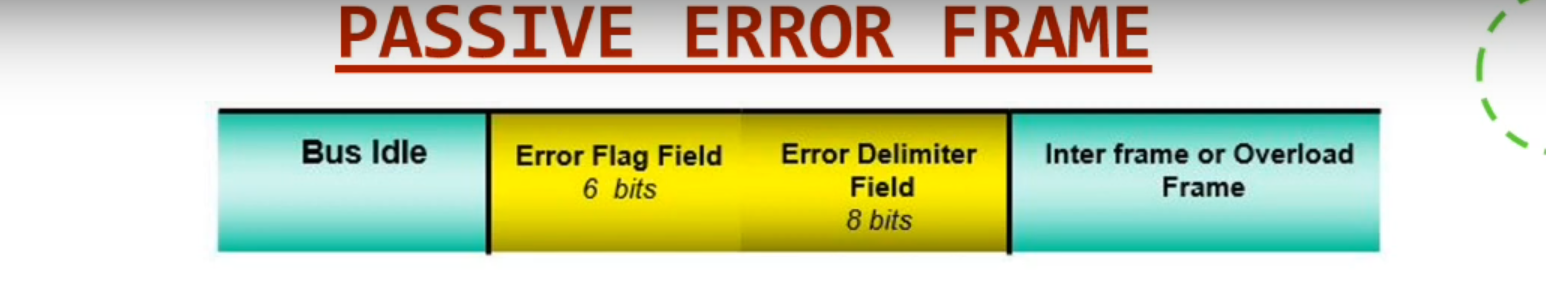 PASSIVE ERROR FRAME
Bus Idle
Error Flag Field
6 bits
Error Delimiter
Field
8 bits
Inter frame or Overload
Frame